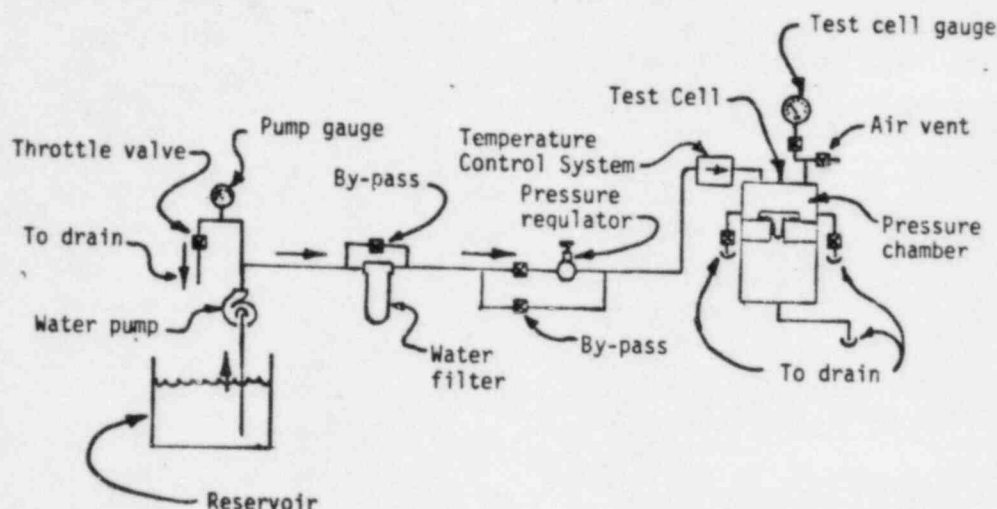 Test cell gauge
Test Cell
Air vent
Pump gauge
Temperature
Control System
Throttle valve
By-pass
Pressure
requlator
To drain
Pressure
chamber
Water pump
Water
filter
By-pass
To drain
Reservoir